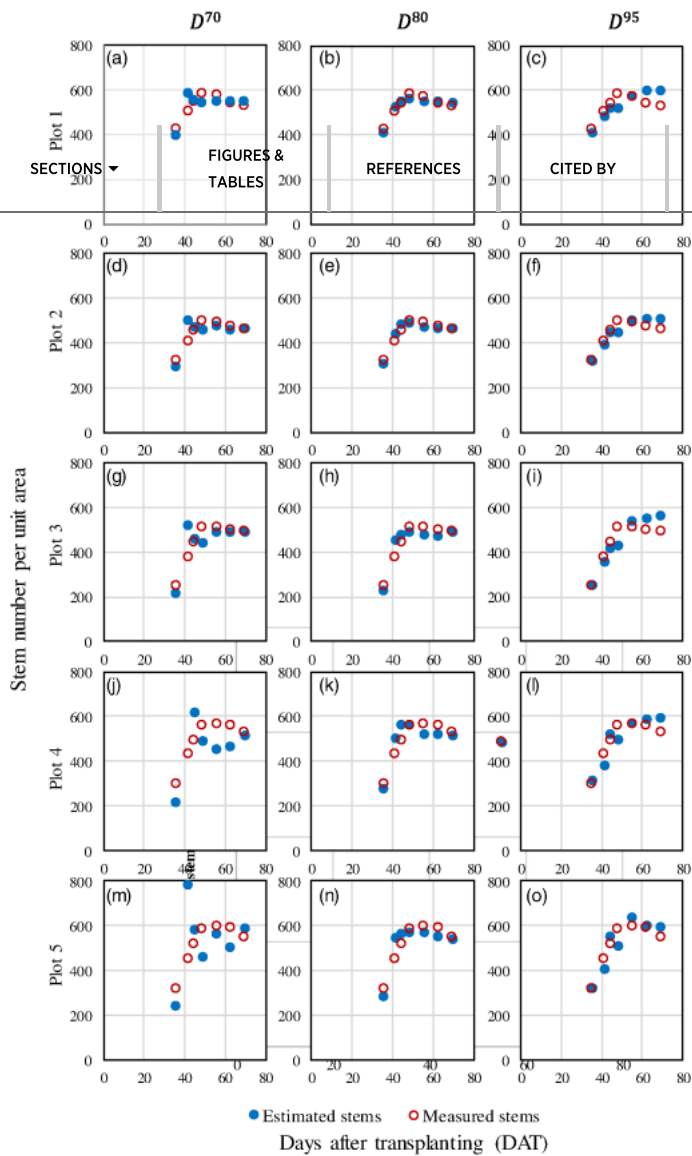 D⁷⁰ D⁸⁰ D⁹⁵
800 (a) 800 (b) 800 (c)
600 600 600
Plot 1
400 400 400
SECTIONS FIGURES & TABLES REFERENCES CITED BY
200 200 200
0 0 0
0 20 40 60 80 0 20 40 60 80 0 20 40 60 80
800 (d) 800 (e) 800 (f)
600 600 600
Plot 2
400 400 400
200 200 200
0 0 0
0 20 40 60 80 0 20 40 60 80 0 20 40 60 80
800 (g) 800 (h) 800 (i)
600 600 600
Stem number per unit area
Plot 3
400 400 400
200 200 200
0 0 0
0 20 40 60 80 0 20 40 60 80 0 20 40 60 80
800 (j) 800 (k) 800 (l)
600 600 600
Plot 4
400 400 400
200 200 200
0 0 0
0 20 40 60 80 0 20 40 60 80 0 20 40 60 80
stem
800 (m) 800 (n) 800 (o)
600 600 600
Plot 5
400 400 400
200 200 200
0 0 0
0 20 60 80
0 20 40 60 80 0 20 40 60 80 0 20 40 60 80
Estimated stems Measured stems
Days after transplanting (DAT)